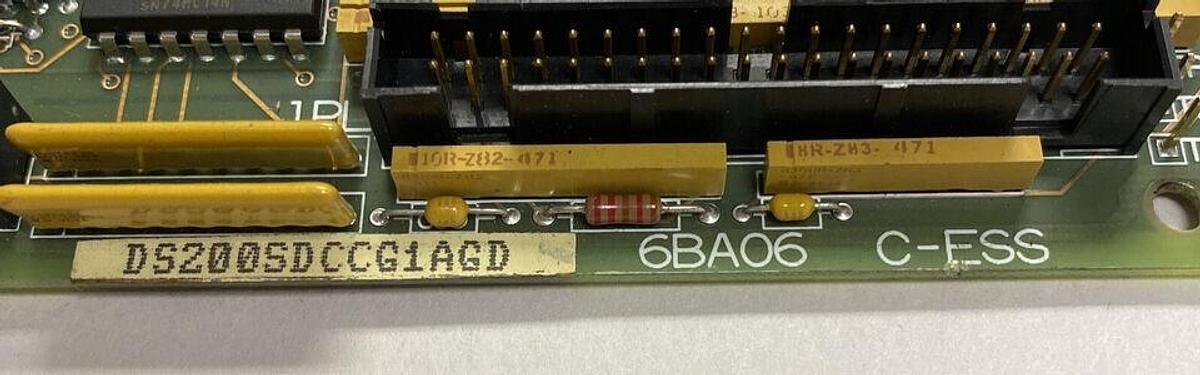 SN74HC14N
1PL
10R-Z82-471
8R-Z83-471
DS200SDCCG1AGD
6BA06 C-ESS